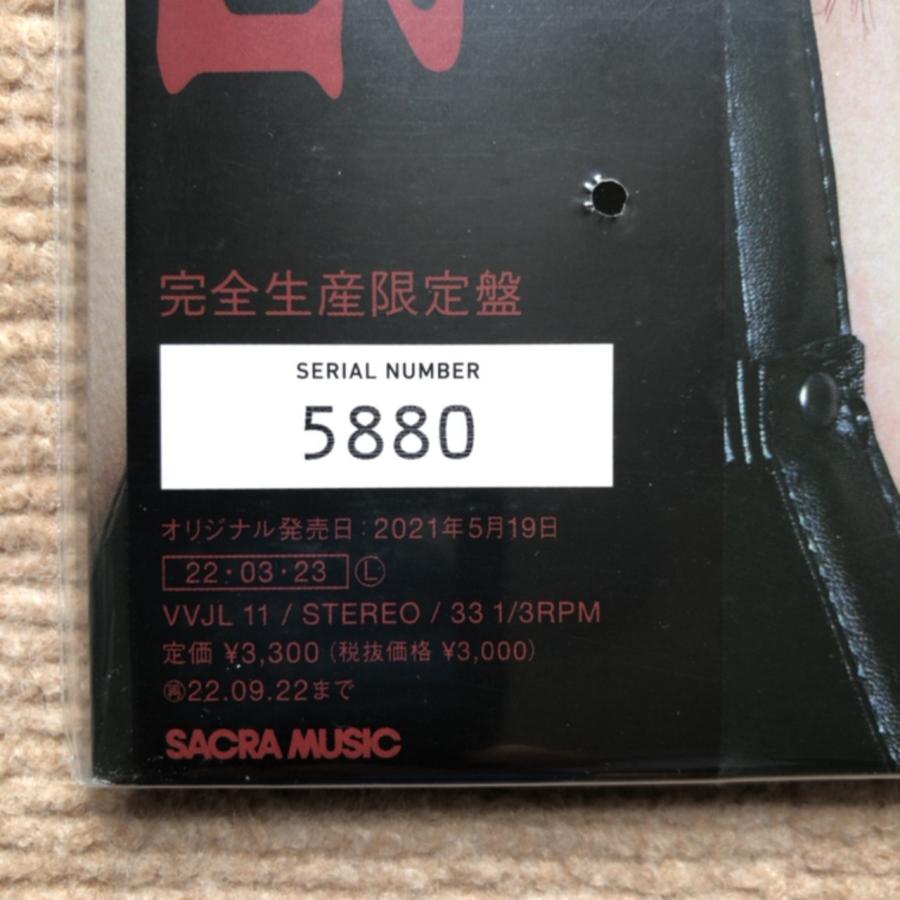 完全生産限定盤
SERIAL NUMBER
5880
オリジナル発売日:2021年5月19日
22・03・23 Ⓛ
VVJL 11 / STEREO / 33 1/3RPM
定価 ¥3,300(税抜価格 ¥3,000)
㊢22.09.22まで
SACRA MUSIC